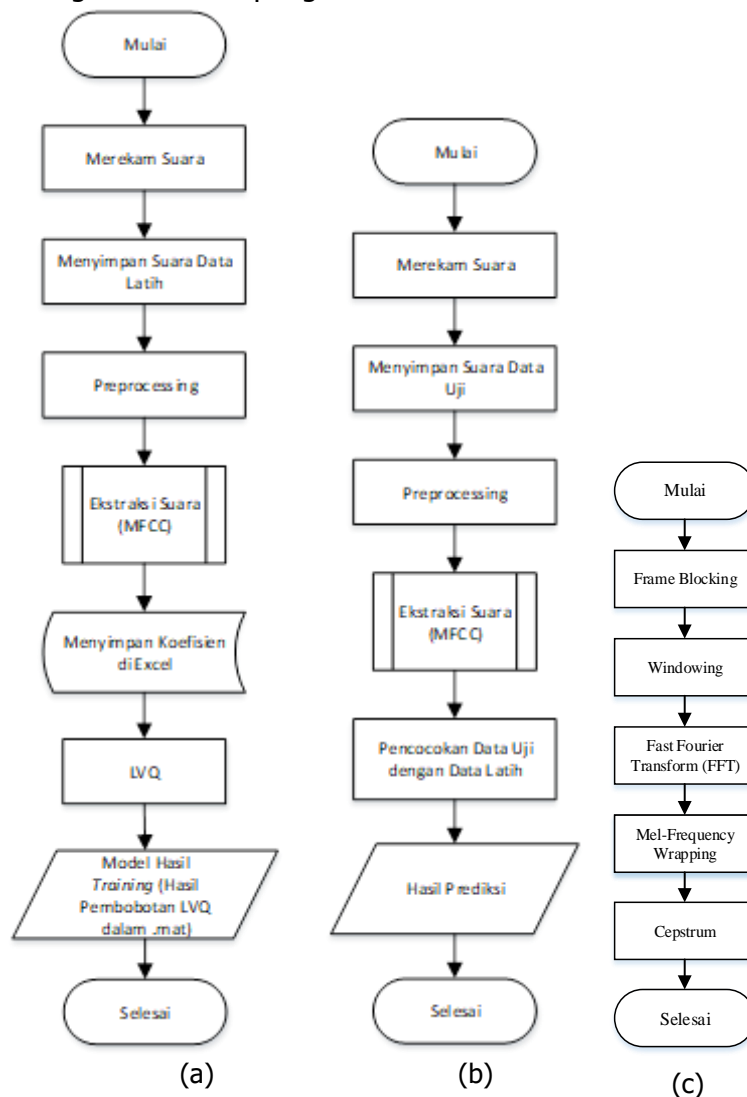 Mulai
Merekam Suara
Menyimpan Suara Data
Latih
Preprocessing
Ekstraksi Suara
(MFCC)
Menyimpan Koefisien
di Excel
LVQ
Model Hasil
Training (Hasil
Pembobotan LVQ
dalam .mat)
Selesai
(a)
Mulai
Merekam Suara
Menyimpan Suara Data
Uji
Preprocessing
Ekstraksi Suara
(MFCC)
Pencocokan Data Uji
dengan Data Latih
Hasil Prediksi
Selesai
(b)
Mulai
Frame Blocking
Windowing
Fast Fourier
Transform (FFT)
Mel-Frequency
Wrapping
Cepstrum
Selesai
(c)